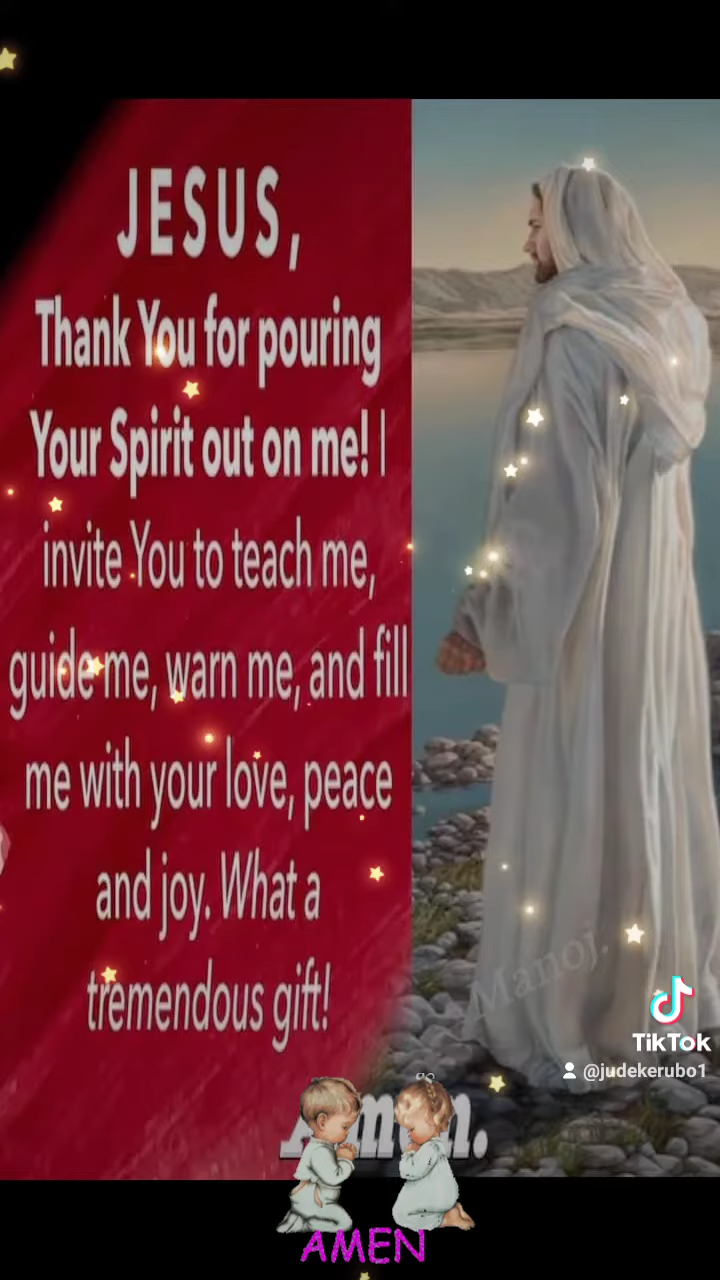 JESUS,
Thank You for pouring
Your Spirit out on me! I
invite You to teach me,
guide me, warn me, and fill
me with your love, peace
and joy. What a
tremendous gift!
Manoj.
TikTok
@judekerubo1
Amen.
AMEN